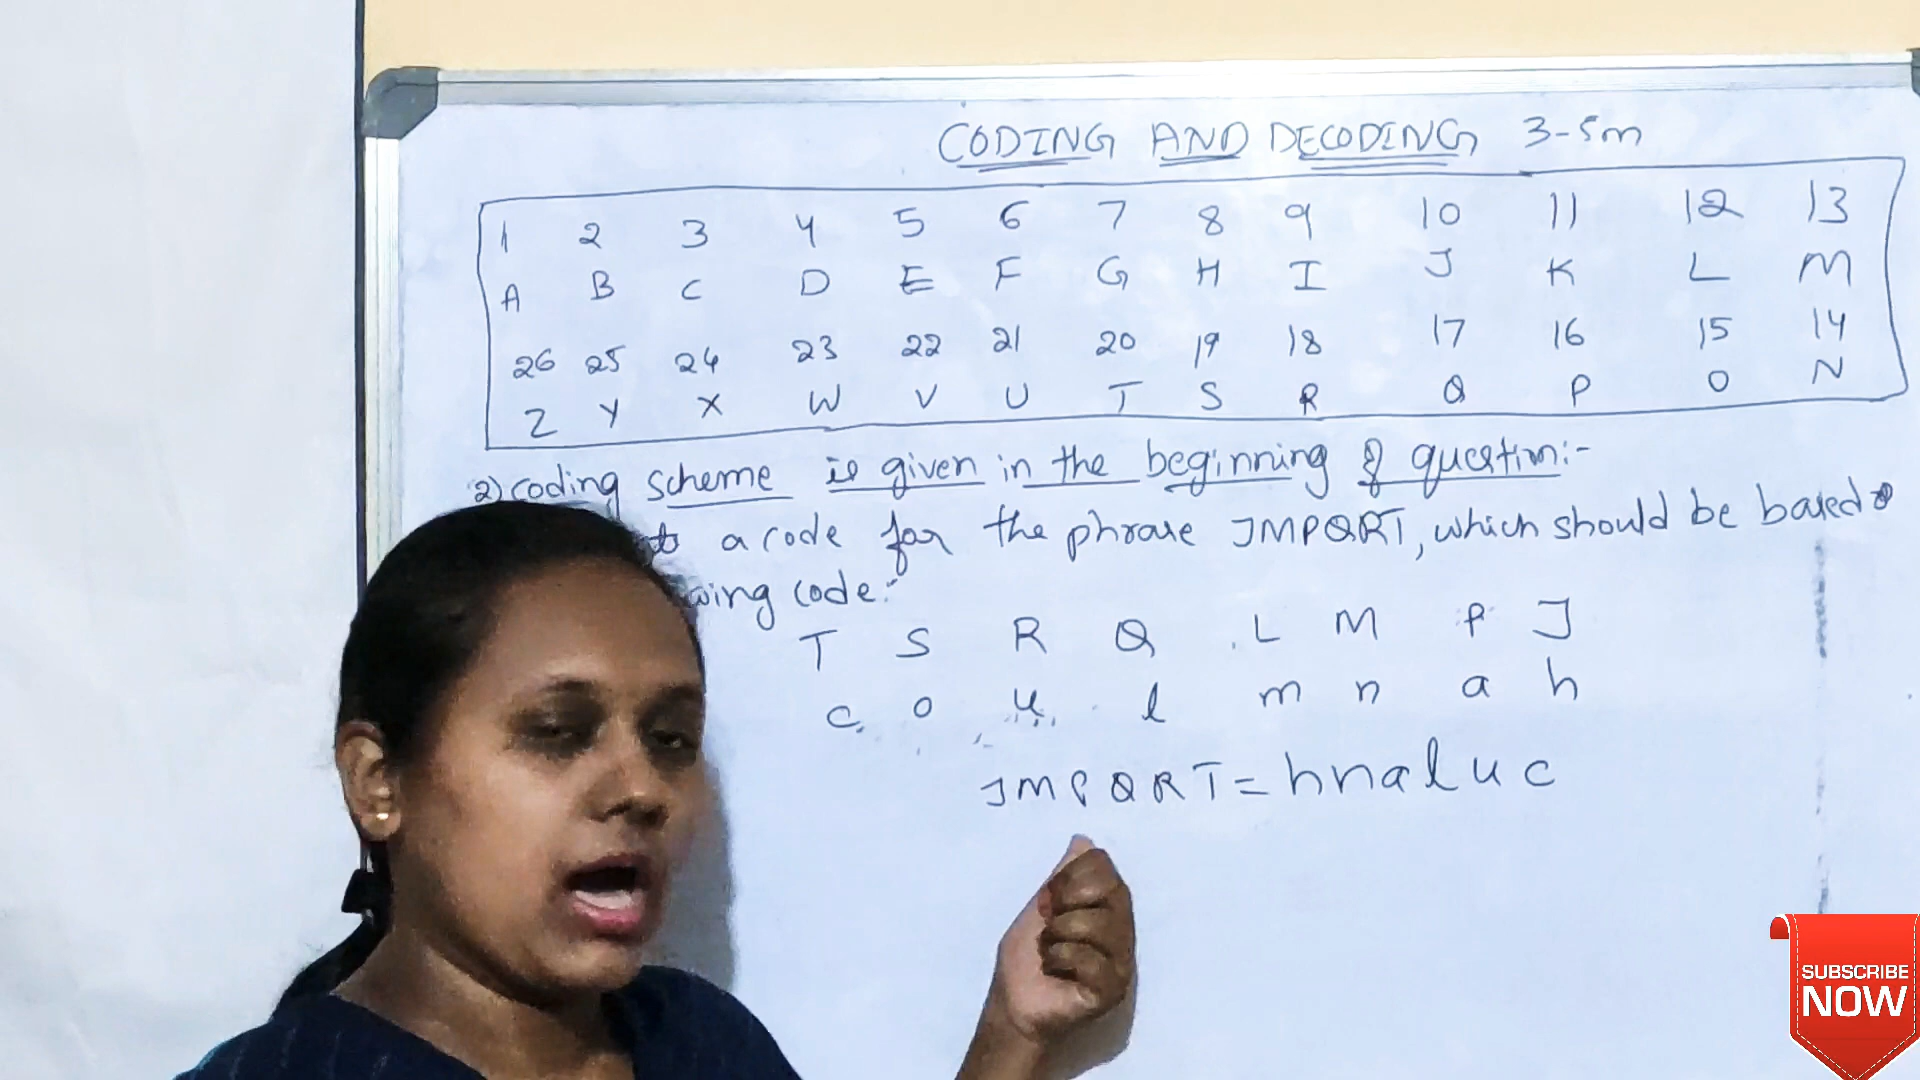 CODING AND DECODING 3-5m
1 2 3 4 5 6 7 8 9 10 11 12 13
A B C D E F G H I J K L M
26 25 24 23 22 21 20 19 18 17 16 15 14
Z Y X W V U T S R Q P O N
2) Coding scheme is given in the beginning of question:-
a code for the phrase JMPQRT, which should be based
code:-
T S R Q L M P J
c o u l m n a h
JMPQRT = hnaluc
SUBSCRIBE
NOW